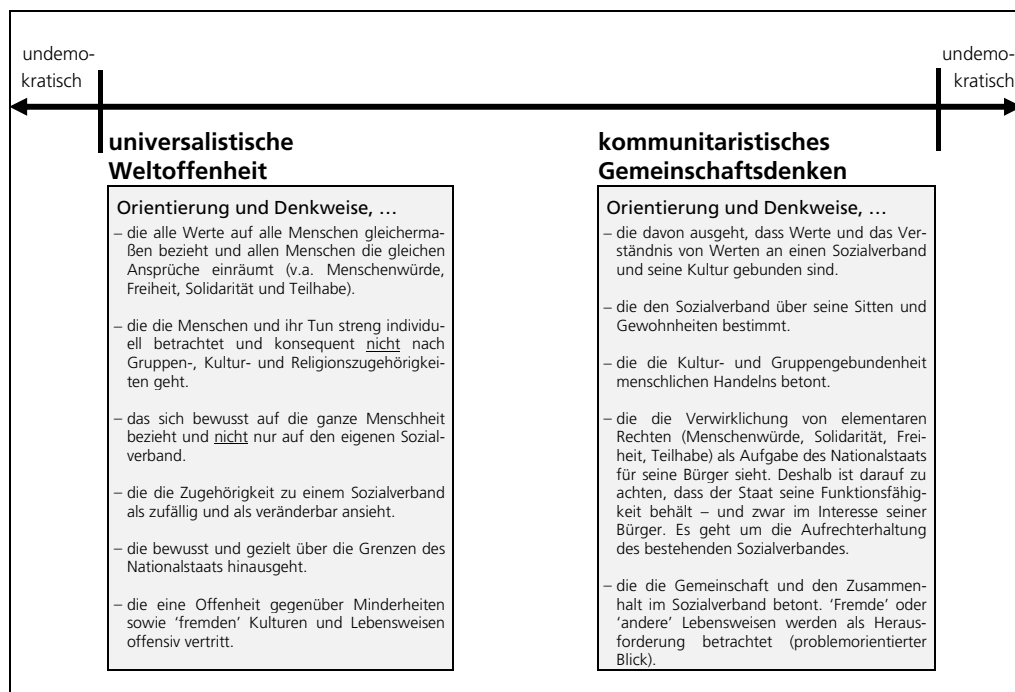 undemo-
kratisch
undemo-
kratisch
universalistische
Weltoffenheit
Orientierung und Denkweise, …
– die alle Werte auf alle Menschen gleicherma-
ßen bezieht und allen Menschen die gleichen
Ansprüche einräumt (v.a. Menschenwürde,
Freiheit, Solidarität und Teilhabe).
– die die Menschen und ihr Tun streng individu-
ell betrachtet und konsequent nicht nach
Gruppen-, Kultur- und Religionszugehörigkei-
ten geht.
– das sich bewusst auf die ganze Menschheit
bezieht und nicht nur auf den eigenen Sozial-
verband.
– die die Zugehörigkeit zu einem Sozialverband
als zufällig und als veränderbar ansieht.
– die bewusst und gezielt über die Grenzen des
Nationalstaats hinausgeht.
– die eine Offenheit gegenüber Minderheiten
sowie ‘fremden’ Kulturen und Lebensweisen
offensiv vertritt.
kommunitaristisches
Gemeinschaftsdenken
Orientierung und Denkweise, …
– die davon ausgeht, dass Werte und das Ver-
ständnis von Werten an einen Sozialverband
und seine Kultur gebunden sind.
– die den Sozialverband über seine Sitten und
Gewohnheiten bestimmt.
– die die Kultur- und Gruppengebundenheit
menschlichen Handelns betont.
– die die Verwirklichung von elementaren
Rechten (Menschenwürde, Solidarität, Frei-
heit, Teilhabe) als Aufgabe des Nationalstaats
für seine Bürger sieht. Deshalb ist darauf zu
achten, dass der Staat seine Funktionsfähig-
keit behält – und zwar im Interesse seiner
Bürger. Es geht um die Aufrechterhaltung
des bestehenden Sozialverbandes.
– die die Gemeinschaft und den Zusammen-
halt im Sozialverband betont. ‘Fremde’ oder
‘andere’ Lebensweisen werden als Heraus-
forderung betrachtet (problemorientierter
Blick).